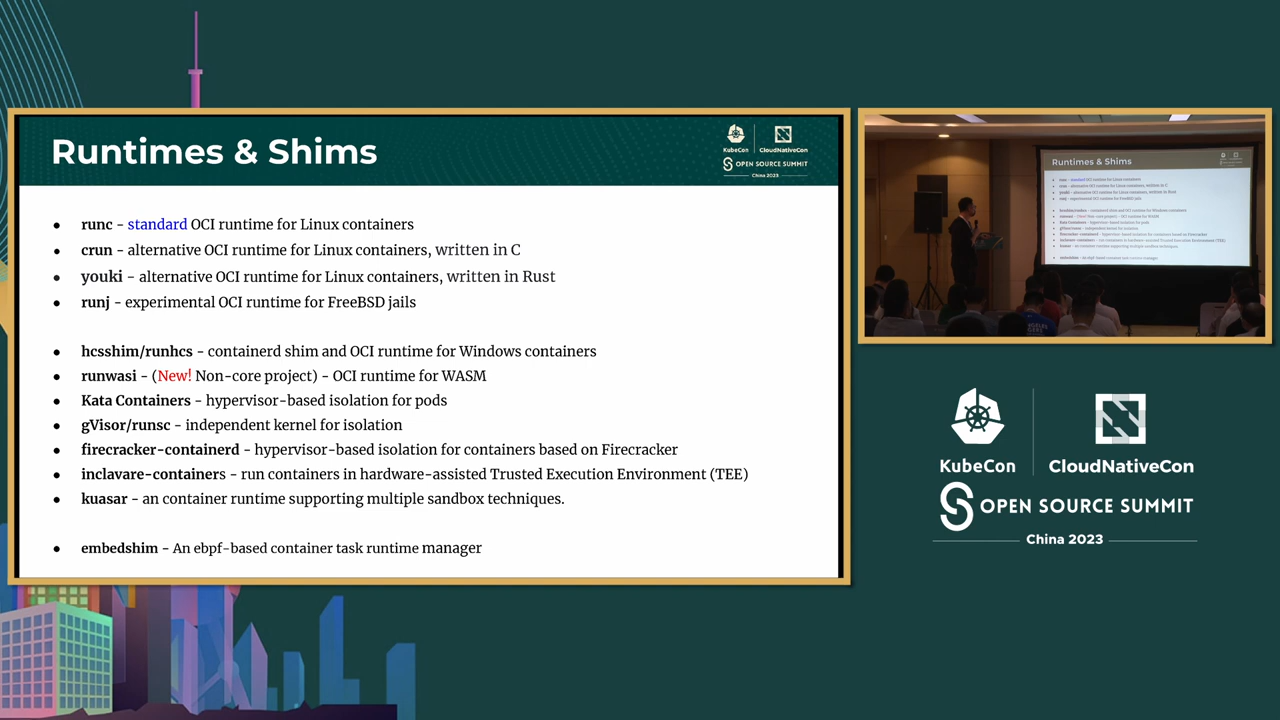 Runtimes & Shims
KubeCon
CloudNativeCon
OPEN SOURCE SUMMIT
China 2023
● runc - standard OCI runtime for Linux containers
● crun - alternative OCI runtime for Linux containers, written in C
● youki - alternative OCI runtime for Linux containers, written in Rust
● runj - experimental OCI runtime for FreeBSD jails
● hcsshim/runhcs - containerd shim and OCI runtime for Windows containers
● runwasi - (New! Non-core project) - OCI runtime for WASM
● Kata Containers - hypervisor-based isolation for pods
● gVisor/runsc - independent kernel for isolation
● firecracker-containerd - hypervisor-based isolation for containers based on Firecracker
● inclavare-containers - run containers in hardware-assisted Trusted Execution Environment (TEE)
● kuasar - an container runtime supporting multiple sandbox techniques.
● embedshim - An ebpf-based container task runtime manager
Runtimes & Shims
KubeCon
CloudNativeCon
OPEN SOURCE SUMMIT
China 2023